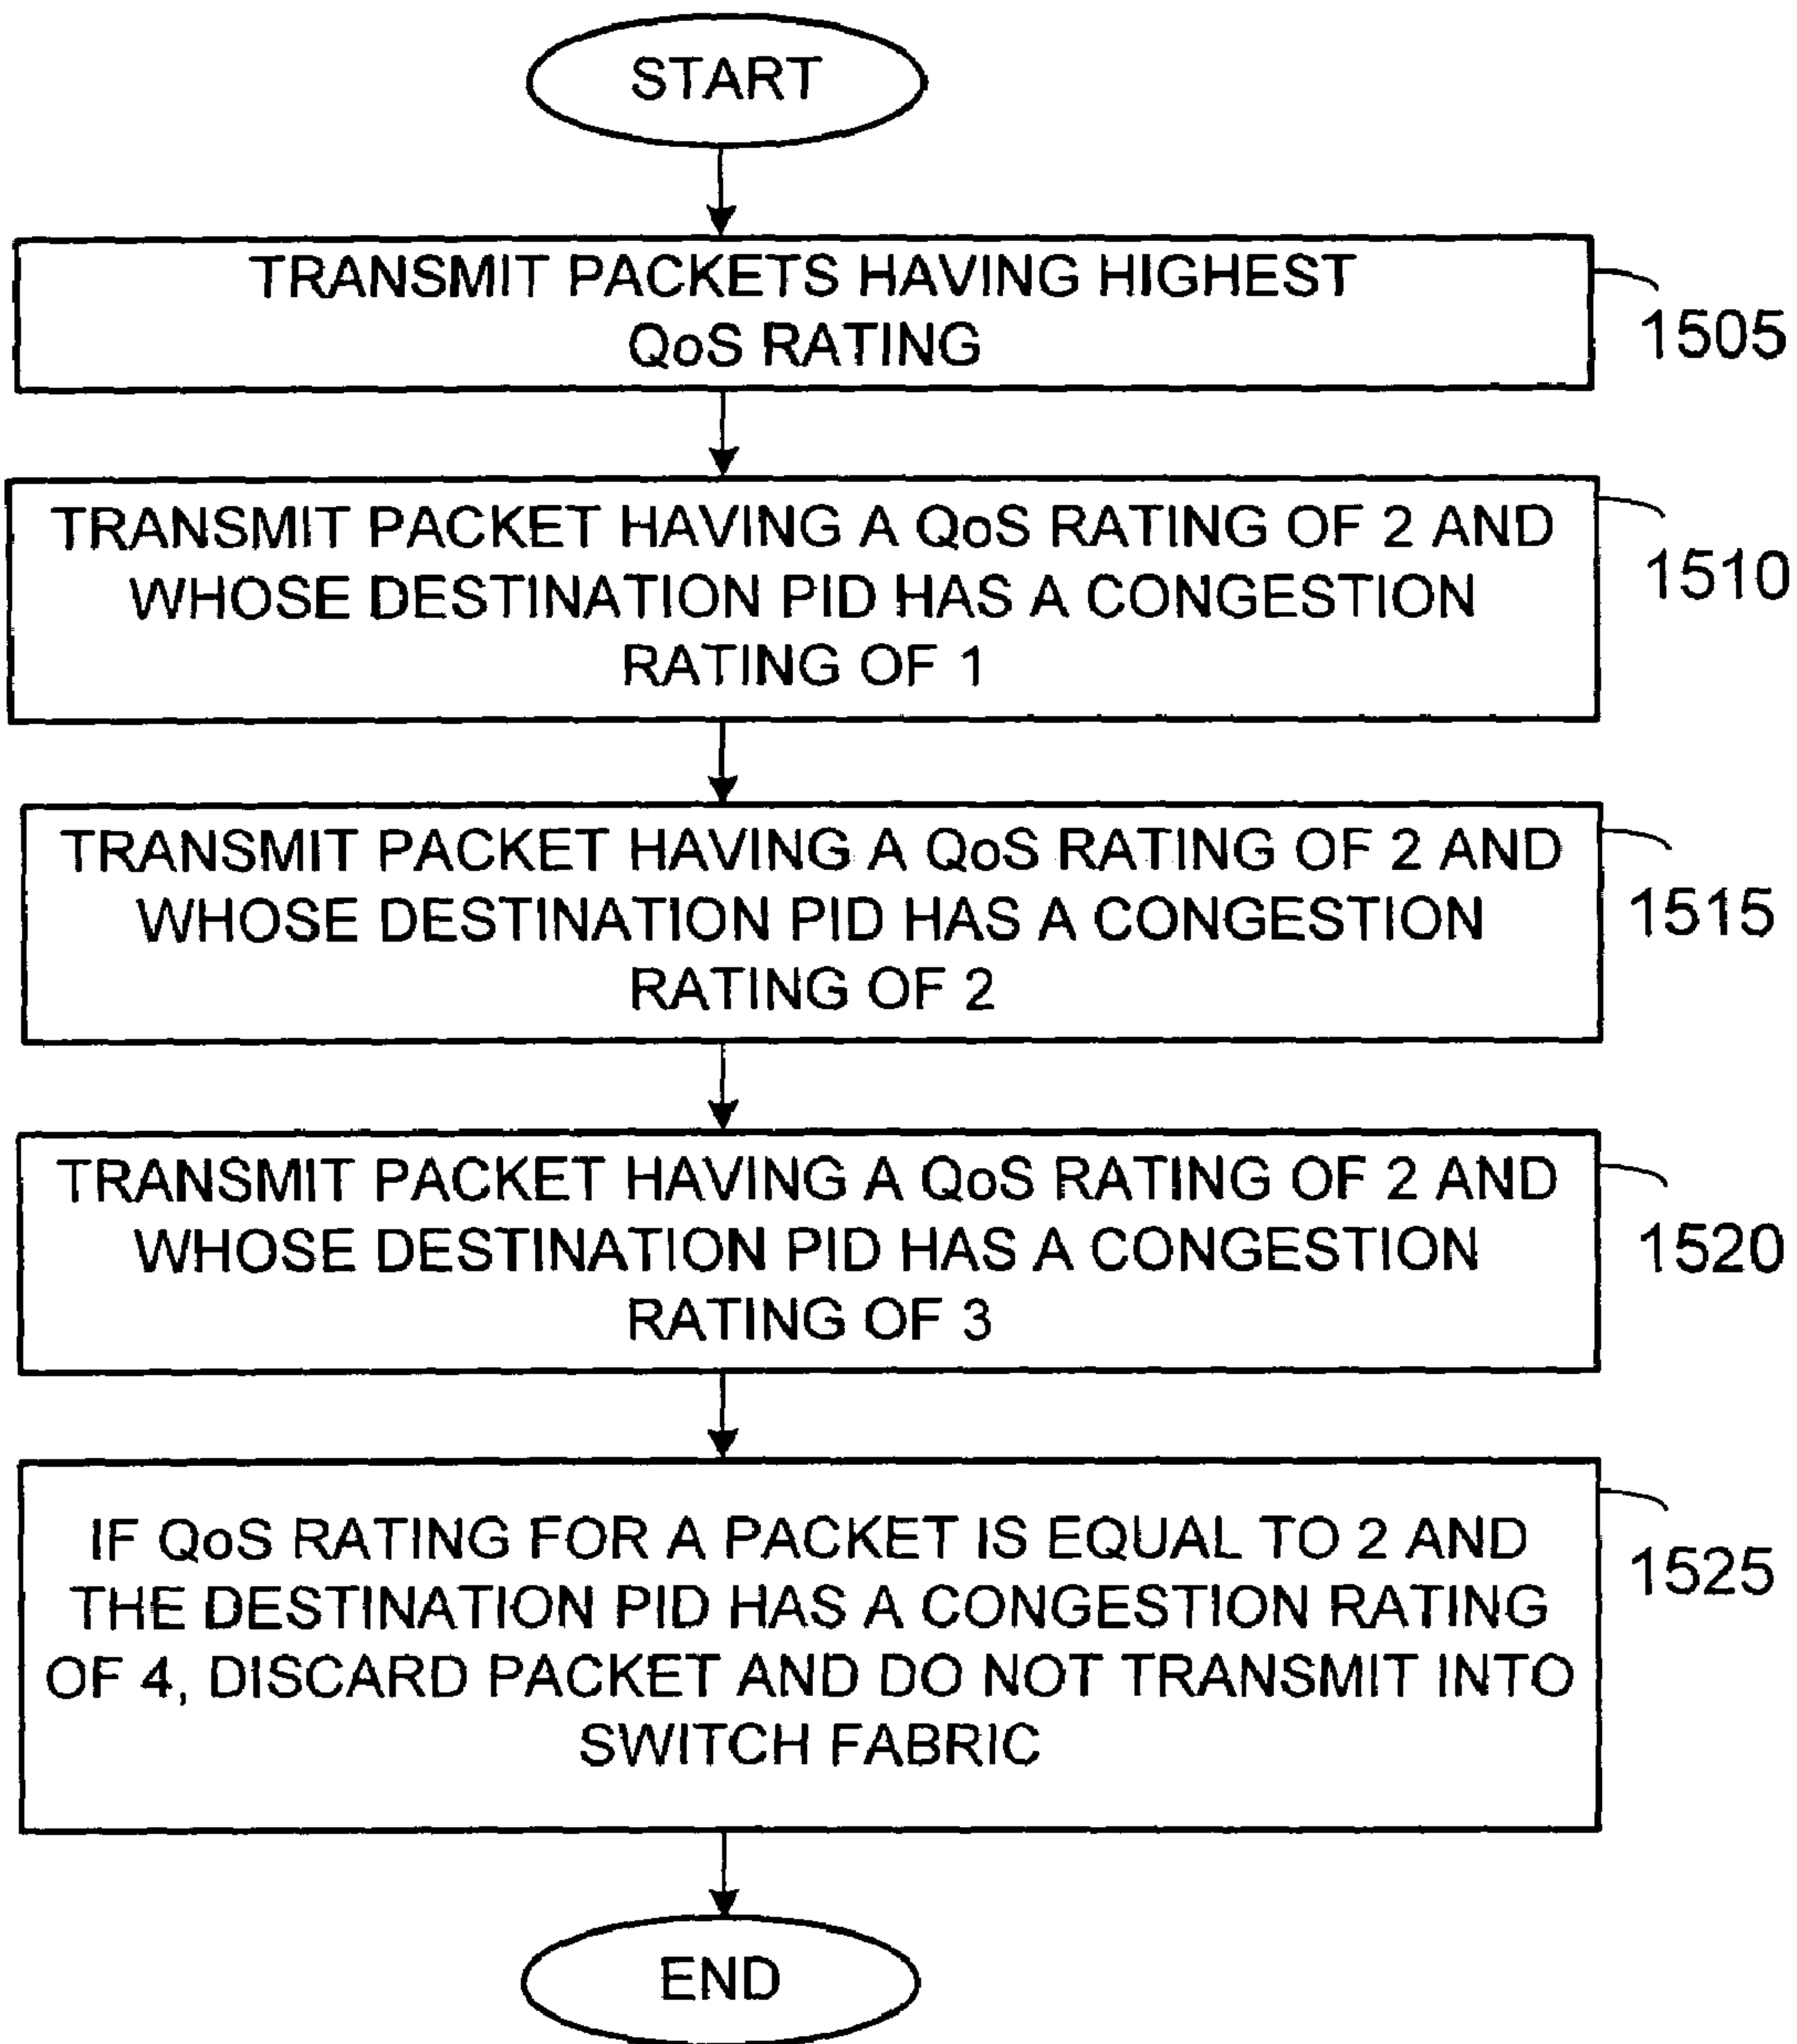 START
TRANSMIT PACKETS HAVING HIGHEST
QoS RATING
1505
TRANSMIT PACKET HAVING A QoS RATING OF 2 AND
WHOSE DESTINATION PID HAS A CONGESTION
RATING OF 1
1510
TRANSMIT PACKET HAVING A QoS RATING OF 2 AND
WHOSE DESTINATION PID HAS A CONGESTION
RATING OF 2
1515
TRANSMIT PACKET HAVING A QoS RATING OF 2 AND
WHOSE DESTINATION PID HAS A CONGESTION
RATING OF 3
1520
IF QoS RATING FOR A PACKET IS EQUAL TO 2 AND
THE DESTINATION PID HAS A CONGESTION RATING
OF 4, DISCARD PACKET AND DO NOT TRANSMIT INTO
SWITCH FABRIC
1525
END